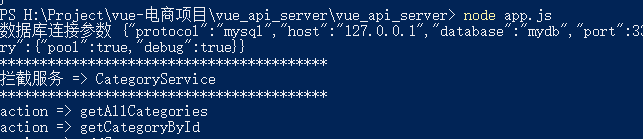 PS H:\Project\vue-电商项目\vue_api_server\vue_api_server> node app.js
数据库连接参数 {"protocol":"mysql","host":"127.0.0.1","database":"mydb","port":33
ry":{"pool":true,"debug":true}}
*****************************************
拦截服务 => CategoryService
*****************************************
action => getAllCategories
action => getCategoryById